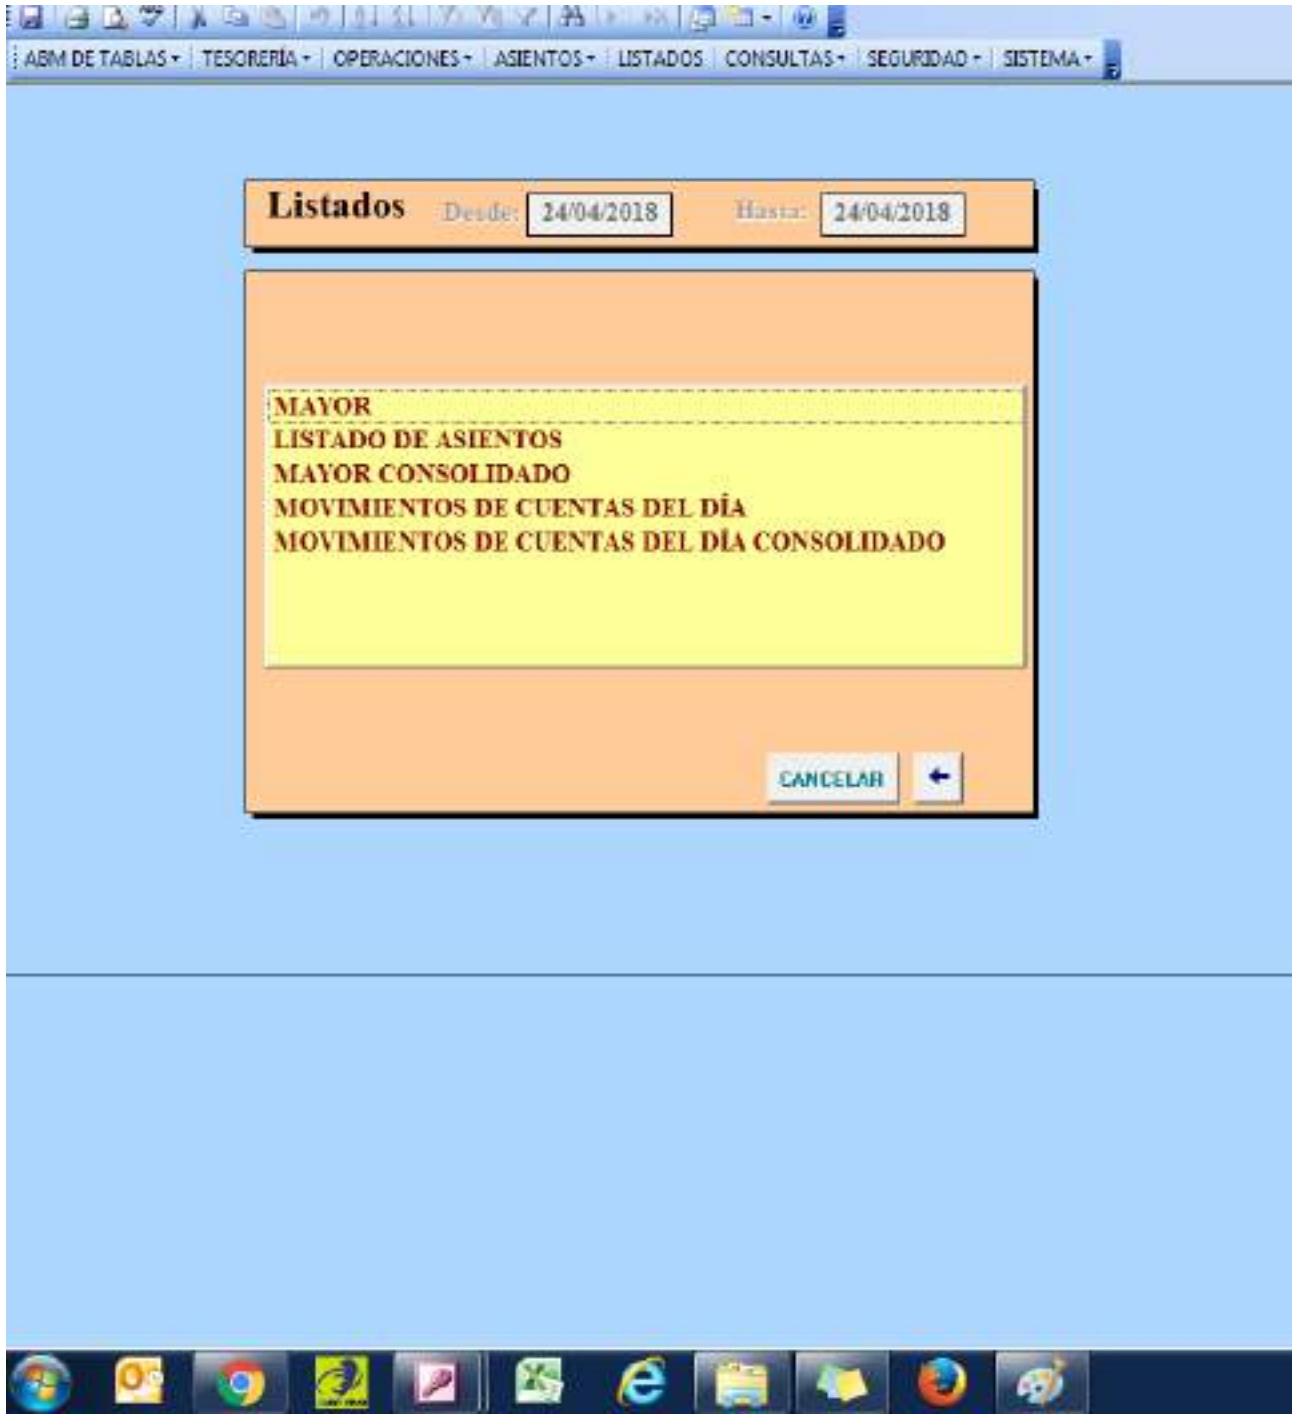 ABM DE TABLAS TESORERÍA OPERACIONES ASIENTOS LISTADOS CONSULTAS SEGURIDAD SISTEMA
Listados Desde: 24/04/2018 Hasta: 24/04/2018
MAYOR
LISTADO DE ASIENTOS
MAYOR CONSOLIDADO
MOVIMIENTOS DE CUENTAS DEL DÍA
MOVIMIENTOS DE CUENTAS DEL DÍA CONSOLIDADO
CANCELAR